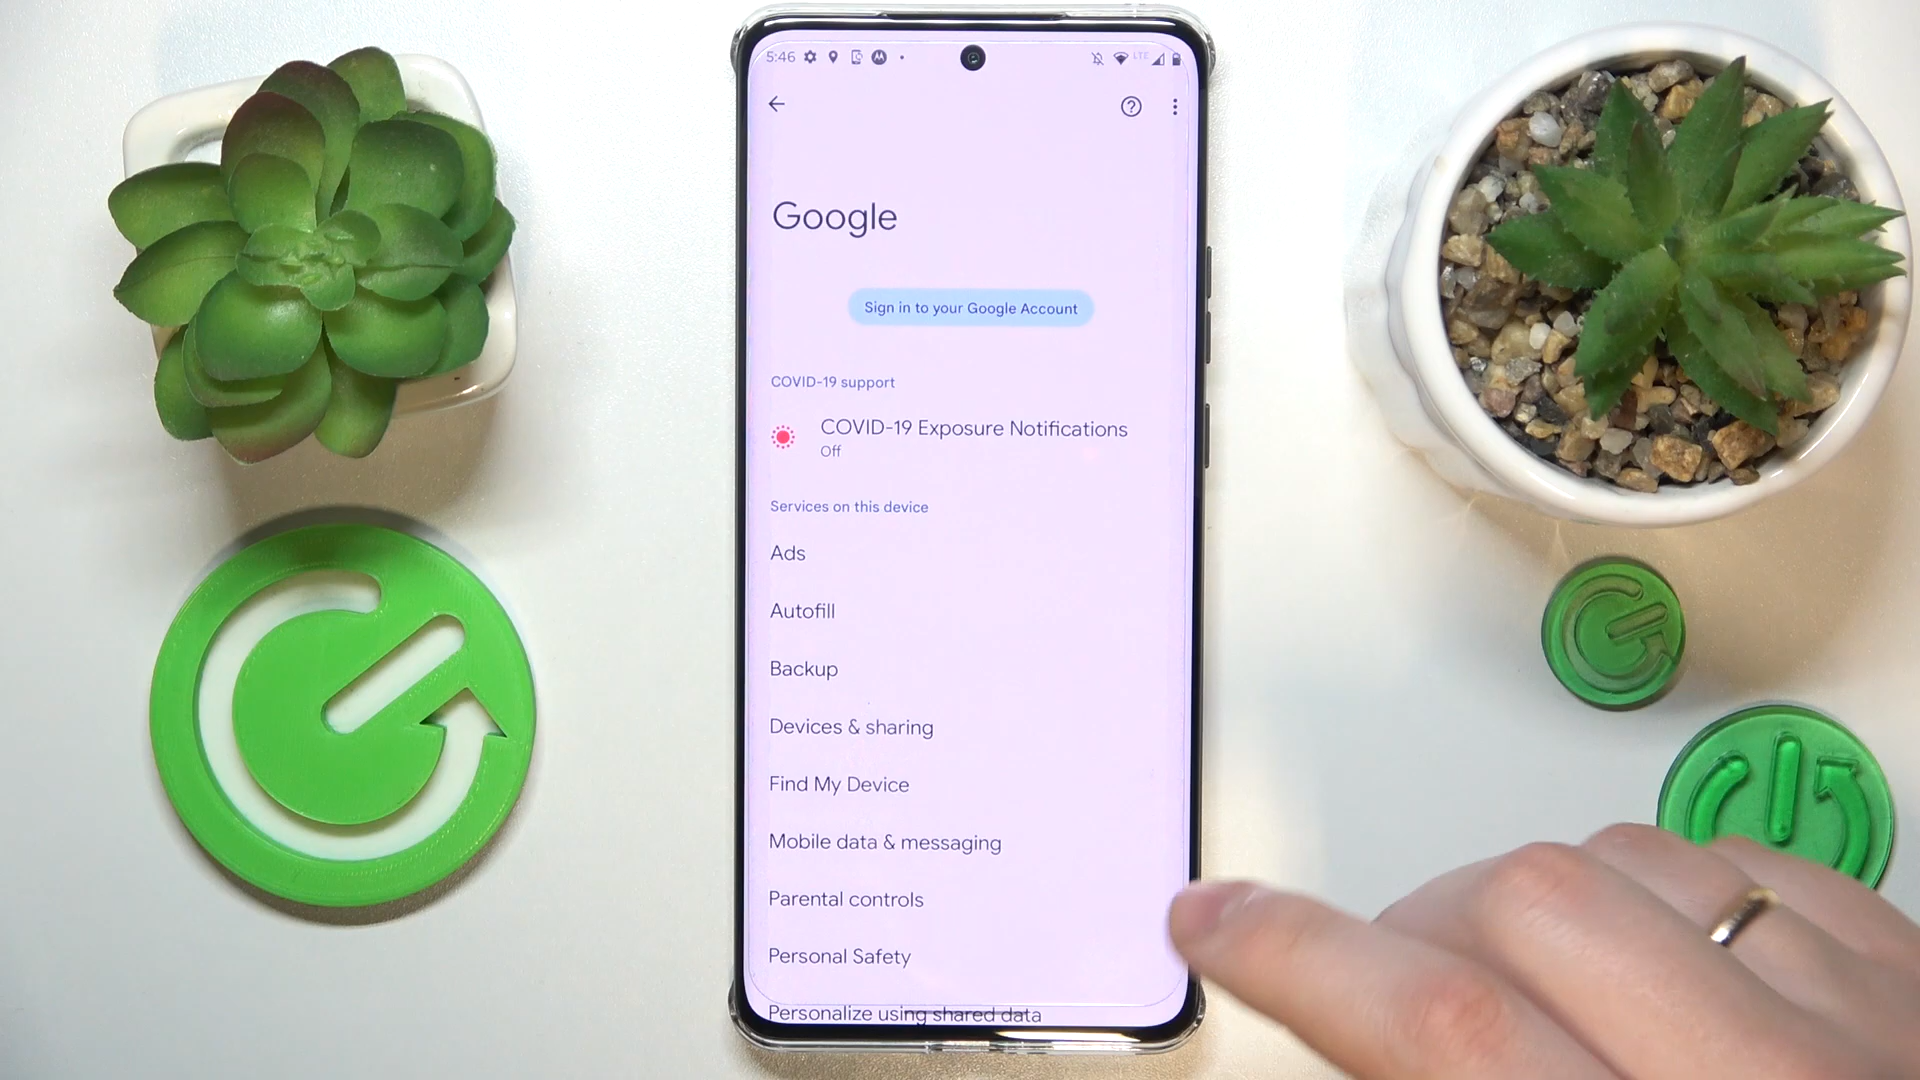 5:46
LTE
Google
Sign in to your Google Account
COVID-19 support
COVID-19 Exposure Notifications
Off
Services on this device
Ads
Autofill
Backup
Devices & sharing
Find My Device
Mobile data & messaging
Parental controls
Personal Safety
Personalize using shared data